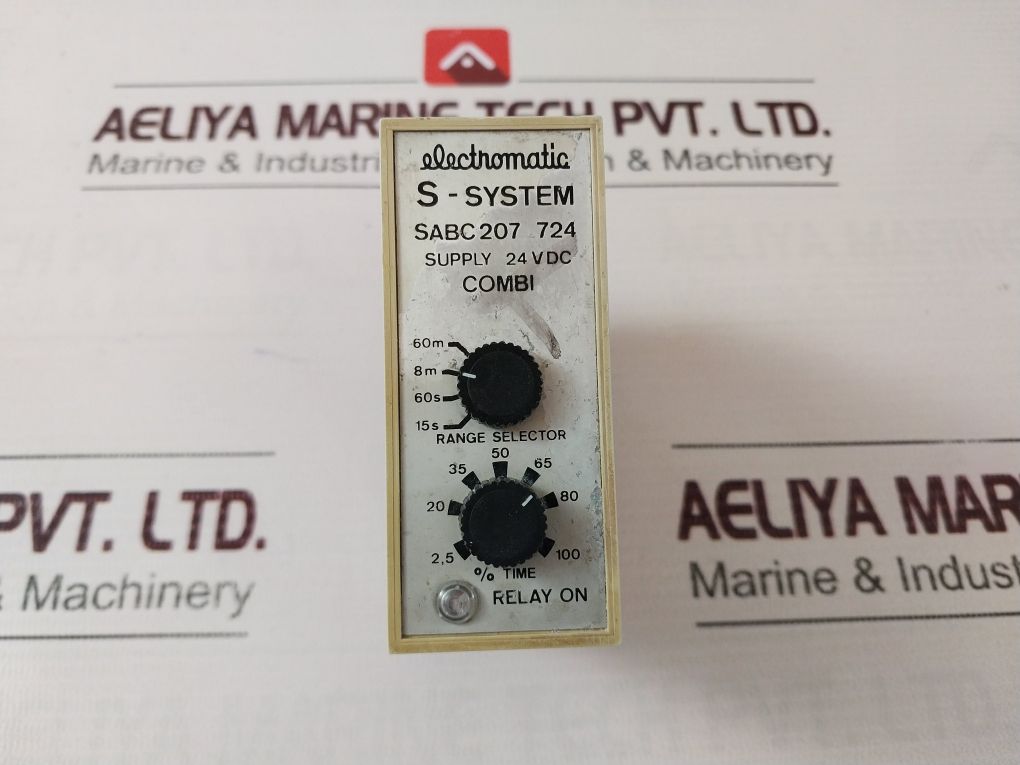 AELIYA MARINE TECH PVT. LTD.
Marine & Industri n & Machinery
electromatic
S - SYSTEM
SABC 207 724
SUPPLY 24 VDC
COMBI
60m
8m
60s
15s
RANGE SELECTOR
50
35 65
20 80
2,5 100
% TIME
RELAY ON
PVT. LTD.
& Machinery
AELIYA MAR
Marine & Indust